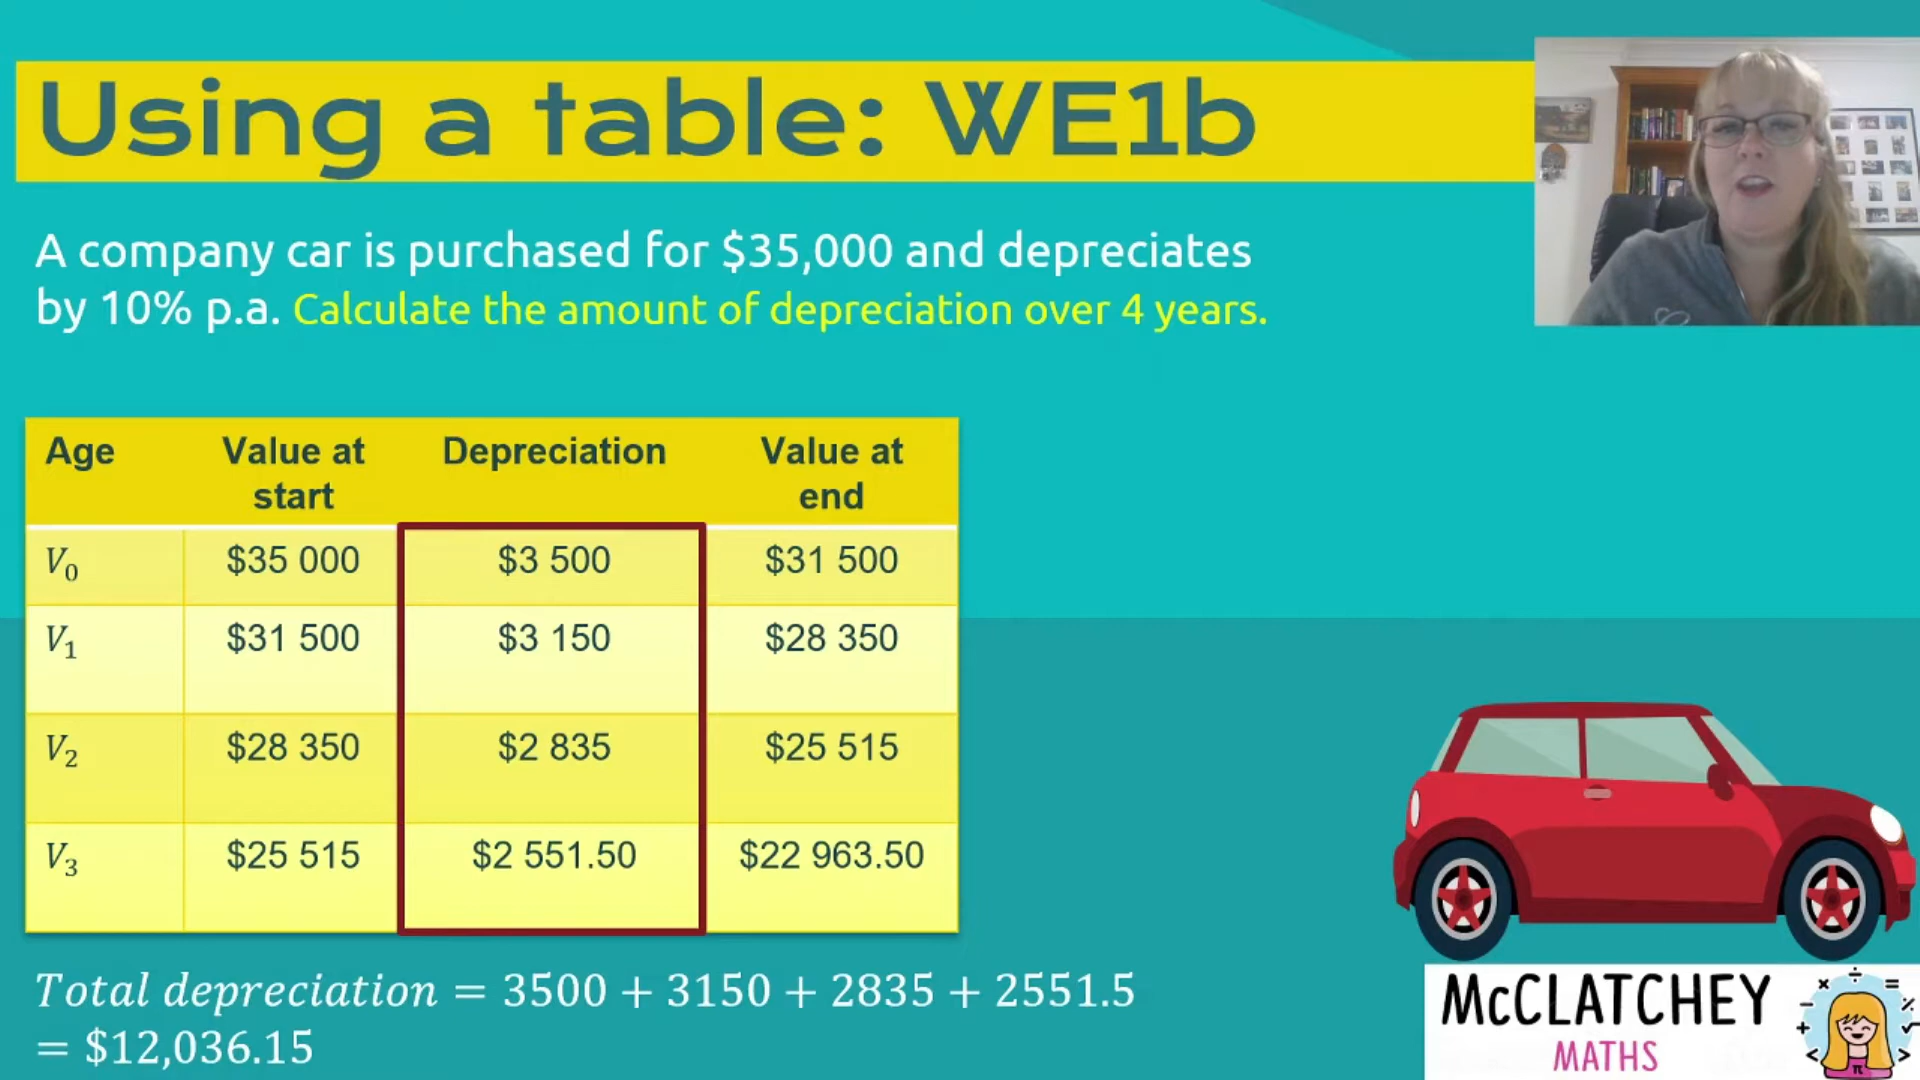 Using a table: WE1b
A company car is purchased for $35,000 and depreciates
by 10% p.a. Calculate the amount of depreciation over 4 years.
Age Value at start Depreciation Value at end
V₀ $35 000 $3 500 $31 500
V₁ $31 500 $3 150 $28 350
V₂ $28 350 $2 835 $25 515
V₃ $25 515 $2 551.50 $22 963.50
Total depreciation = 3500 + 3150 + 2835 + 2551.5
= $12,036.15
McCLATCHEY
MATHS